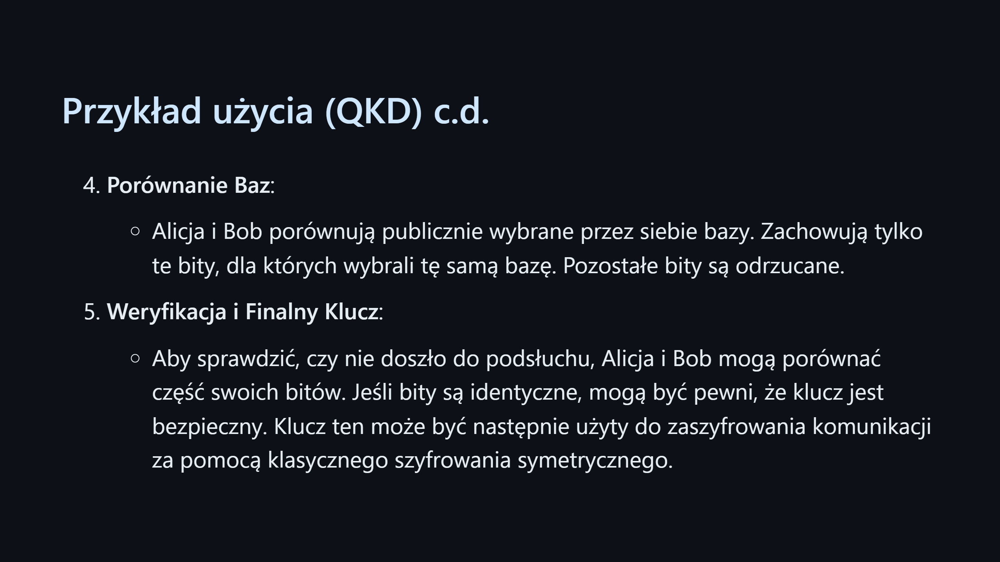 Przykład użycia (QKD) c.d.
4. Porównanie Baz:
○ Alicja i Bob porównują publicznie wybrane przez siebie bazy. Zachowują tylko
te bity, dla których wybrali tę samą bazę. Pozostałe bity są odrzucane.
5. Weryfikacja i Finalny Klucz:
○ Aby sprawdzić, czy nie doszło do podsłuchu, Alicja i Bob mogą porównać
część swoich bitów. Jeśli bity są identyczne, mogą być pewni, że klucz jest
bezpieczny. Klucz ten może być następnie użyty do zaszyfrowania komunikacji
za pomocą klasycznego szyfrowania symetrycznego.